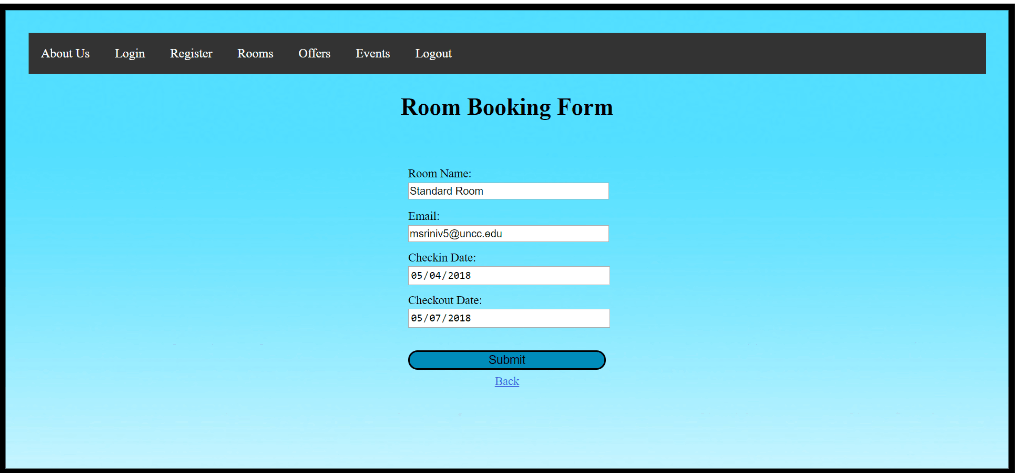 About Us Login Register Rooms Offers Events Logout
Room Booking Form
Room Name:
Standard Room
Email:
msriniv5@uncc.edu
Checkin Date:
05/04/2018
Checkout Date:
05/07/2018
Submit
Back